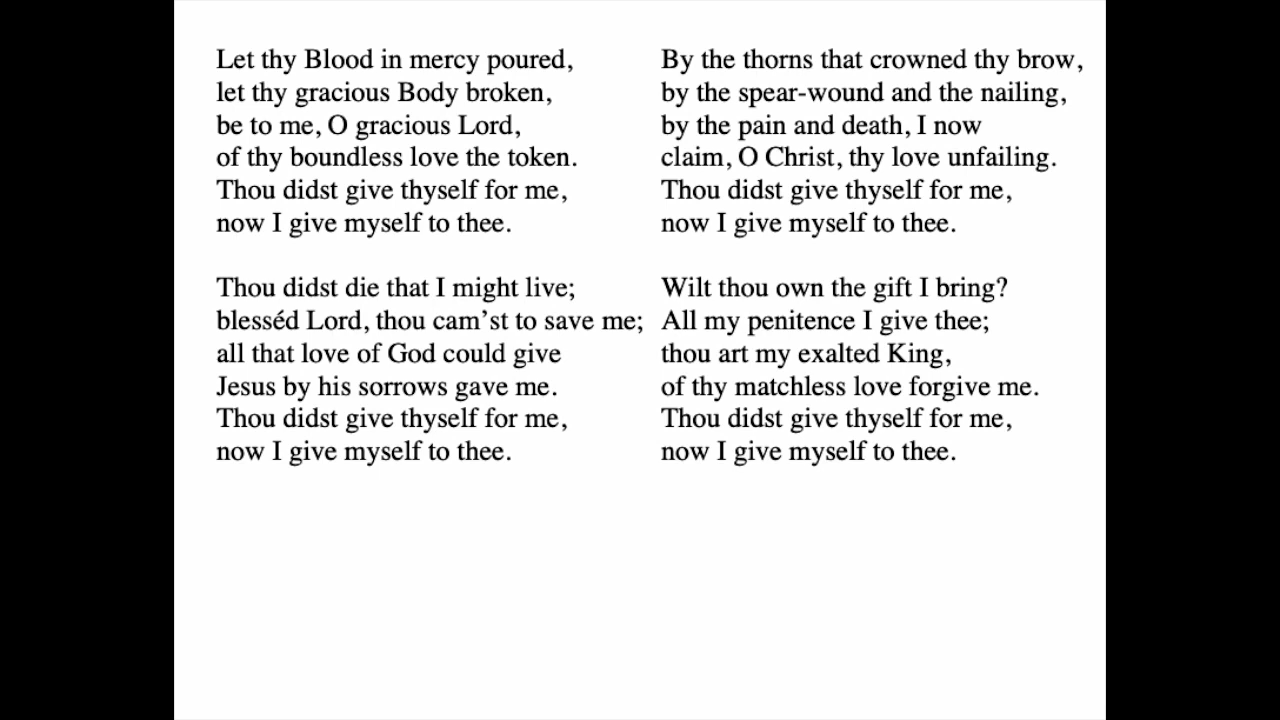 Let thy Blood in mercy poured,
let thy gracious Body broken,
be to me, O gracious Lord,
of thy boundless love the token.
Thou didst give thyself for me,
now I give myself to thee.

Thou didst die that I might live;
blesséd Lord, thou cam’st to save me;
all that love of God could give
Jesus by his sorrows gave me.
Thou didst give thyself for me,
now I give myself to thee.

By the thorns that crowned thy brow,
by the spear-wound and the nailing,
by the pain and death, I now
claim, O Christ, thy love unfailing.
Thou didst give thyself for me,
now I give myself to thee.

Wilt thou own the gift I bring?
All my penitence I give thee;
thou art my exalted King,
of thy matchless love forgive me.
Thou didst give thyself for me,
now I give myself to thee.